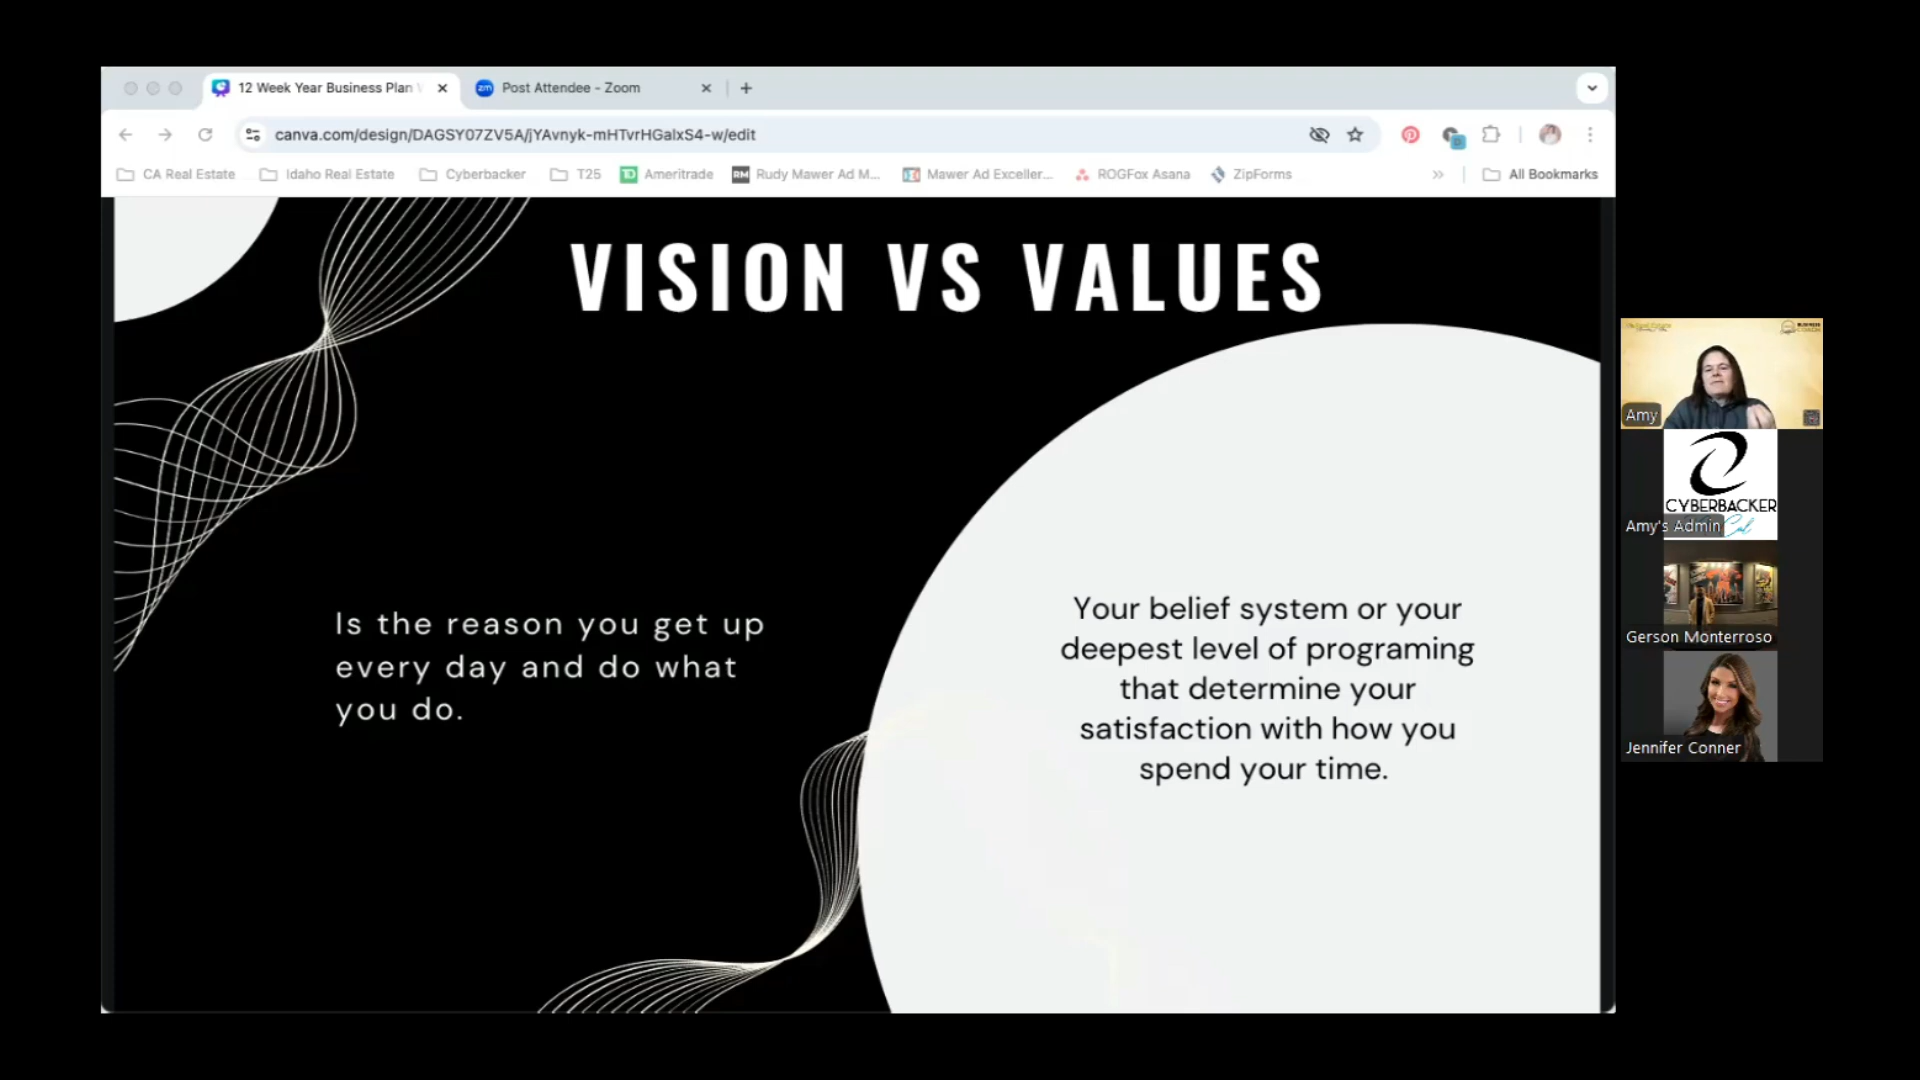 12 Week Year Business Plan
Post Attendee - Zoom
canva.com/design/DAGSY07ZV5A/jYAvnyk-mHTvrHGalxS4-w/edit
CA Real Estate
Idaho Real Estate
Cyberbacker
T25
TD Ameritrade
RM Rudy Mawer Ad M...
Mawer Ad Exceller...
ROGFox Asana
ZipForms
All Bookmarks
VISION VS VALUES
Is the reason you get up
every day and do what
you do.
Your belief system or your
deepest level of programing
that determine your
satisfaction with how you
spend your time.
Amy
CYBERBACKER
Amy's Admin
Gerson Monterroso
Jennifer Conner